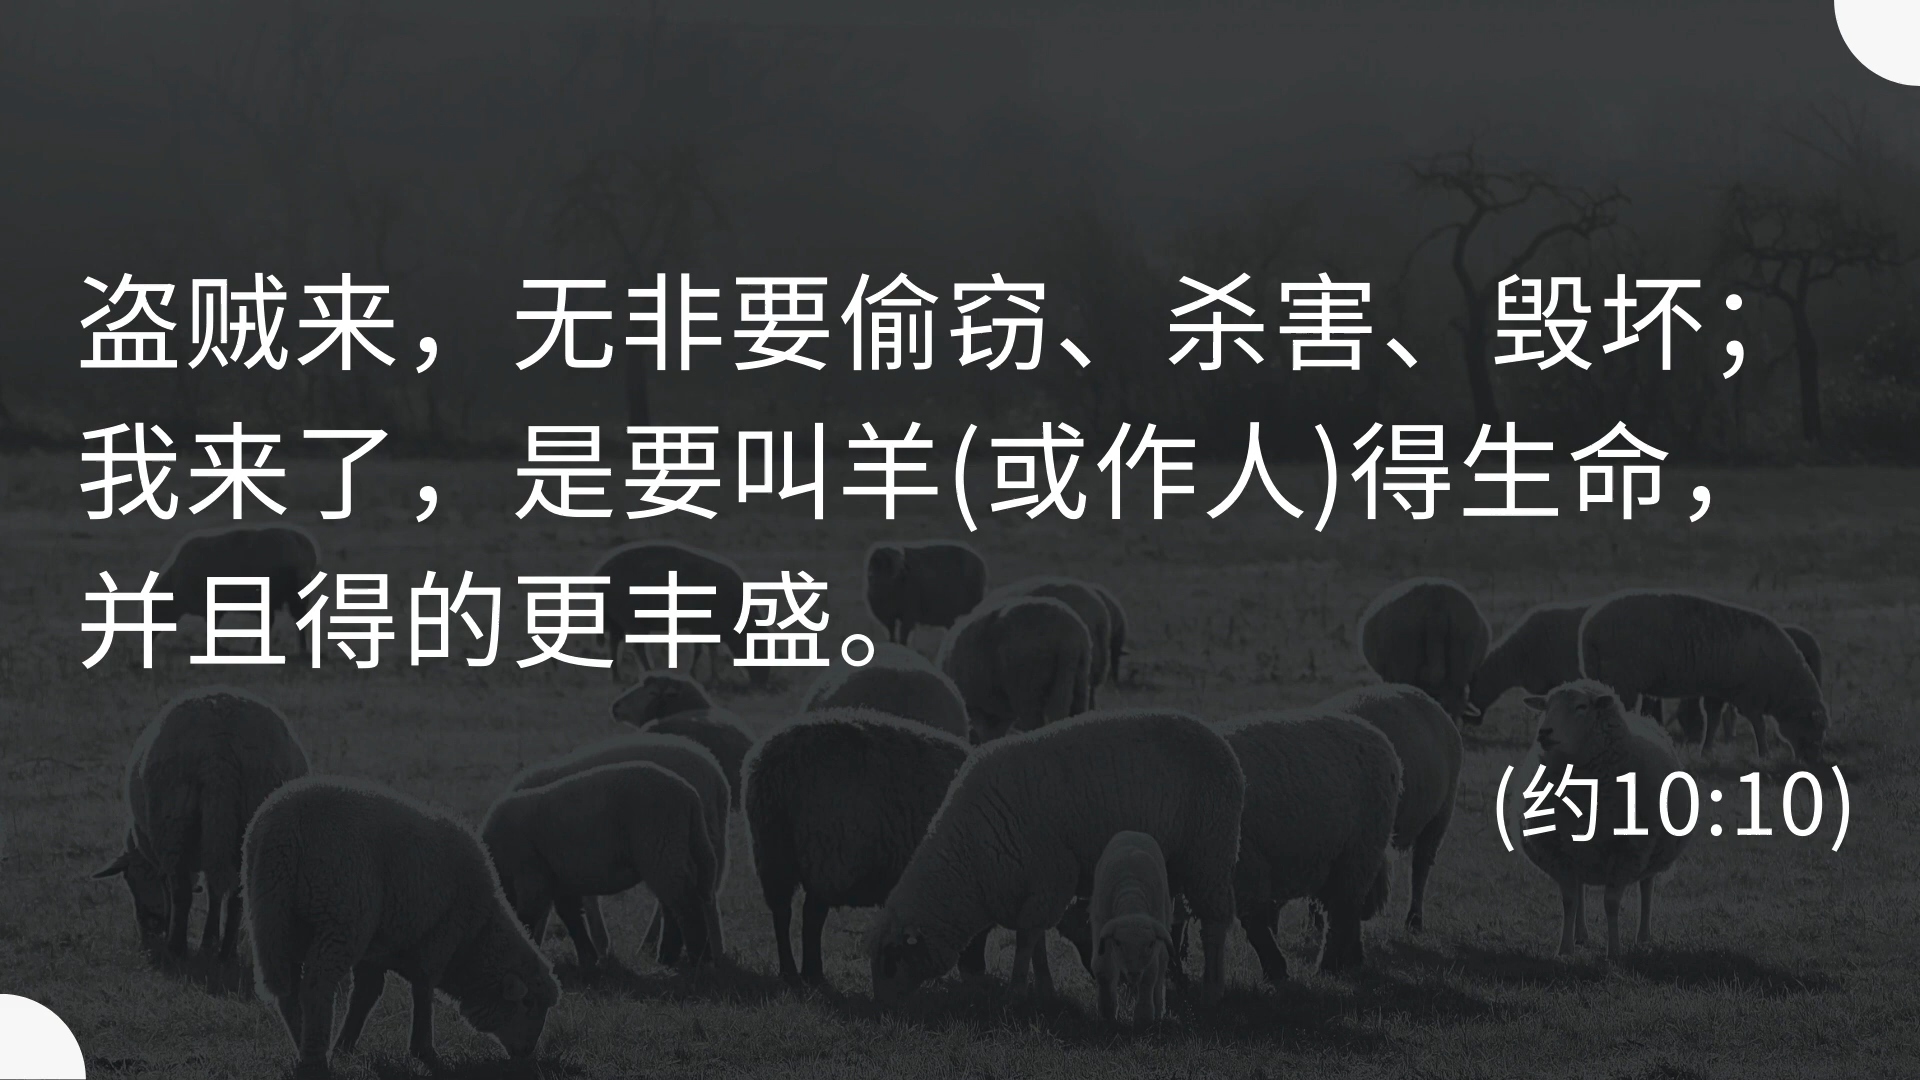 盗贼来，无非要偷窃、杀害、毁坏；
我来了，是要叫羊(或作人)得生命，
并且得的更丰盛。
(约10:10)